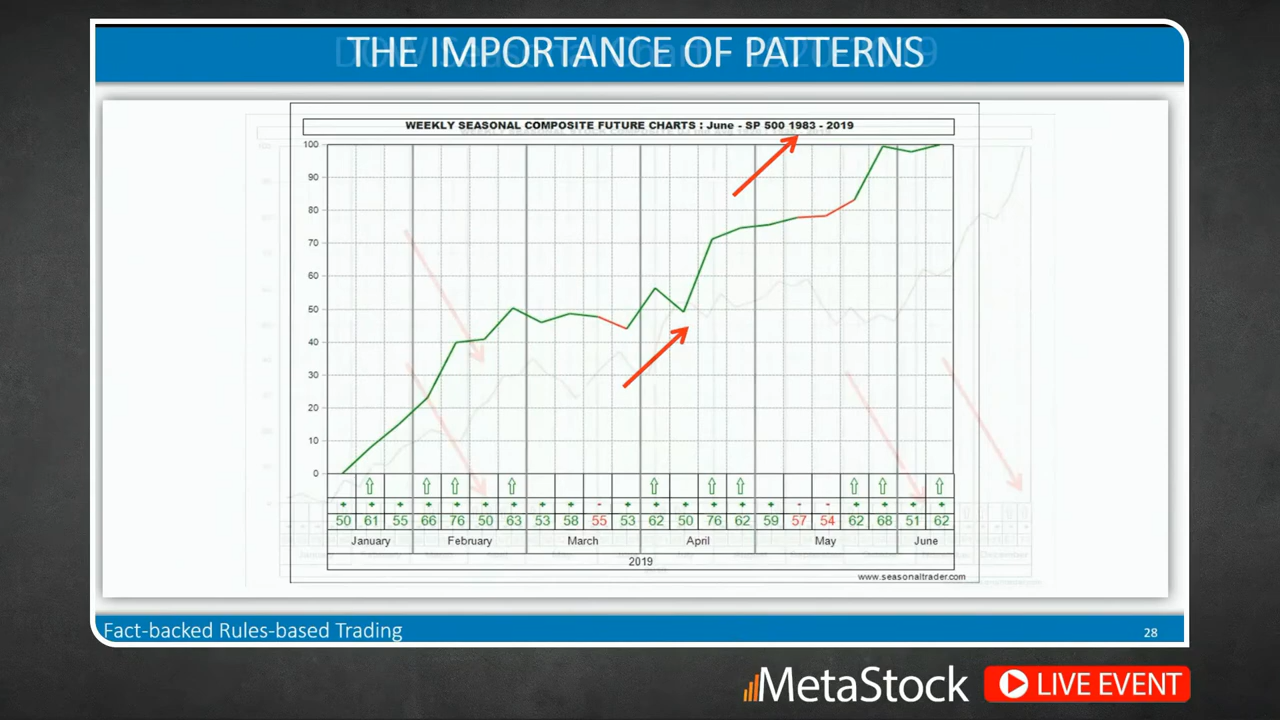 THE IMPORTANCE OF PATTERNS
WEEKLY SEASONAL COMPOSITE FUTURE CHARTS : June - SP 500 1983 - 2019
100
90
80
70
60
50
40
30
20
10
0
+ + + + + + + + + - + + + + + + - - + + + +
50 61 55 66 76 50 63 53 58 55 53 62 50 76 62 59 57 54 62 68 51 62
January February March April May June
2019
www.seasonaltrader.com
Fact-backed Rules-based Trading
28
MetaStock LIVE EVENT